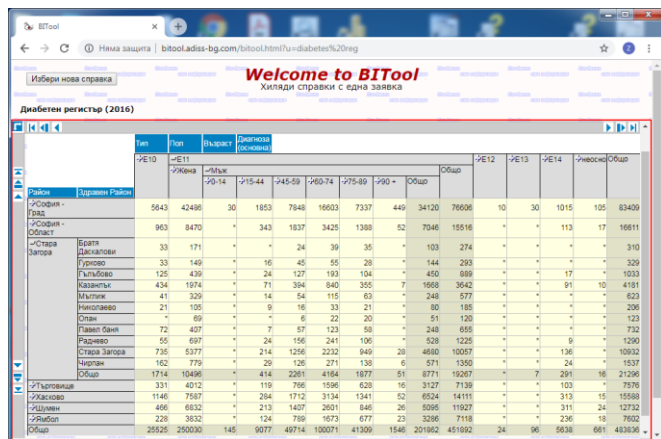 BITool
Няма защита | bitool.adiss-bg.com/bitool.html?u=diabetes%20reg
Избери нова справка
Welcome to BITool
Хиляди справки с една заявка
Диабетен регистър (2016)
Тип Пол Възраст Диагноза (основна)
E10 E11 E12 E13 E14 неосно Общо
Жена Мъж Общо
0-14 15-44 45-59 60-74 75-89 90 + Общо
Район Здравен Район
София - Град 5643 42486 30 1853 7848 16603 7337 449 34120 76606 10 30 1015 105 83409
София - Област 963 8470 * 343 1837 3425 1388 52 7046 15516 * * 113 17 16611
Стара Загора Братя Даскалови 33 171 * * 24 39 35 * 103 274 * * * * 310
Гурково 33 149 * 16 45 55 28 * 144 293 * * * * 329
Гълъбово 125 439 * 24 127 193 104 * 450 889 * * 17 * 1033
Казанлък 434 1974 * 71 394 840 355 7 1668 3642 * * 91 10 4181
Мъглиж 41 329 * 14 54 115 63 * 248 577 * * * * 623
Николаево 21 105 * 9 16 33 21 * 80 185 * * * * 206
Опан * 69 * * 6 22 20 * 51 120 * * * * 123
Павел баня 72 407 * 7 57 123 58 * 248 655 * * * * 732
Раднево 55 697 * 24 156 241 106 * 528 1225 * * 9 * 1290
Стара Загора 735 5377 * 214 1256 2232 949 28 4680 10057 * * 136 * 10932
Чирпан 162 779 * 29 126 271 138 6 571 1350 * * 24 * 1537
Общо 1714 10496 * 414 2261 4164 1877 51 8771 19267 * 7 291 16 21296
Търговище 331 4012 * 119 766 1596 628 16 3127 7139 * * 103 * 7576
Хасково 1146 7587 * 284 1712 3134 1341 52 6524 14111 * * 313 15 15588
Шумен 466 6832 * 213 1407 2601 846 26 5095 11927 * * 311 24 12732
Ямбол 228 3832 * 124 789 1673 677 23 3286 7118 * * 236 18 7602
Общо 25525 250030 145 9077 49714 100071 41309 1546 201862 451892 24 96 5638 661 483836